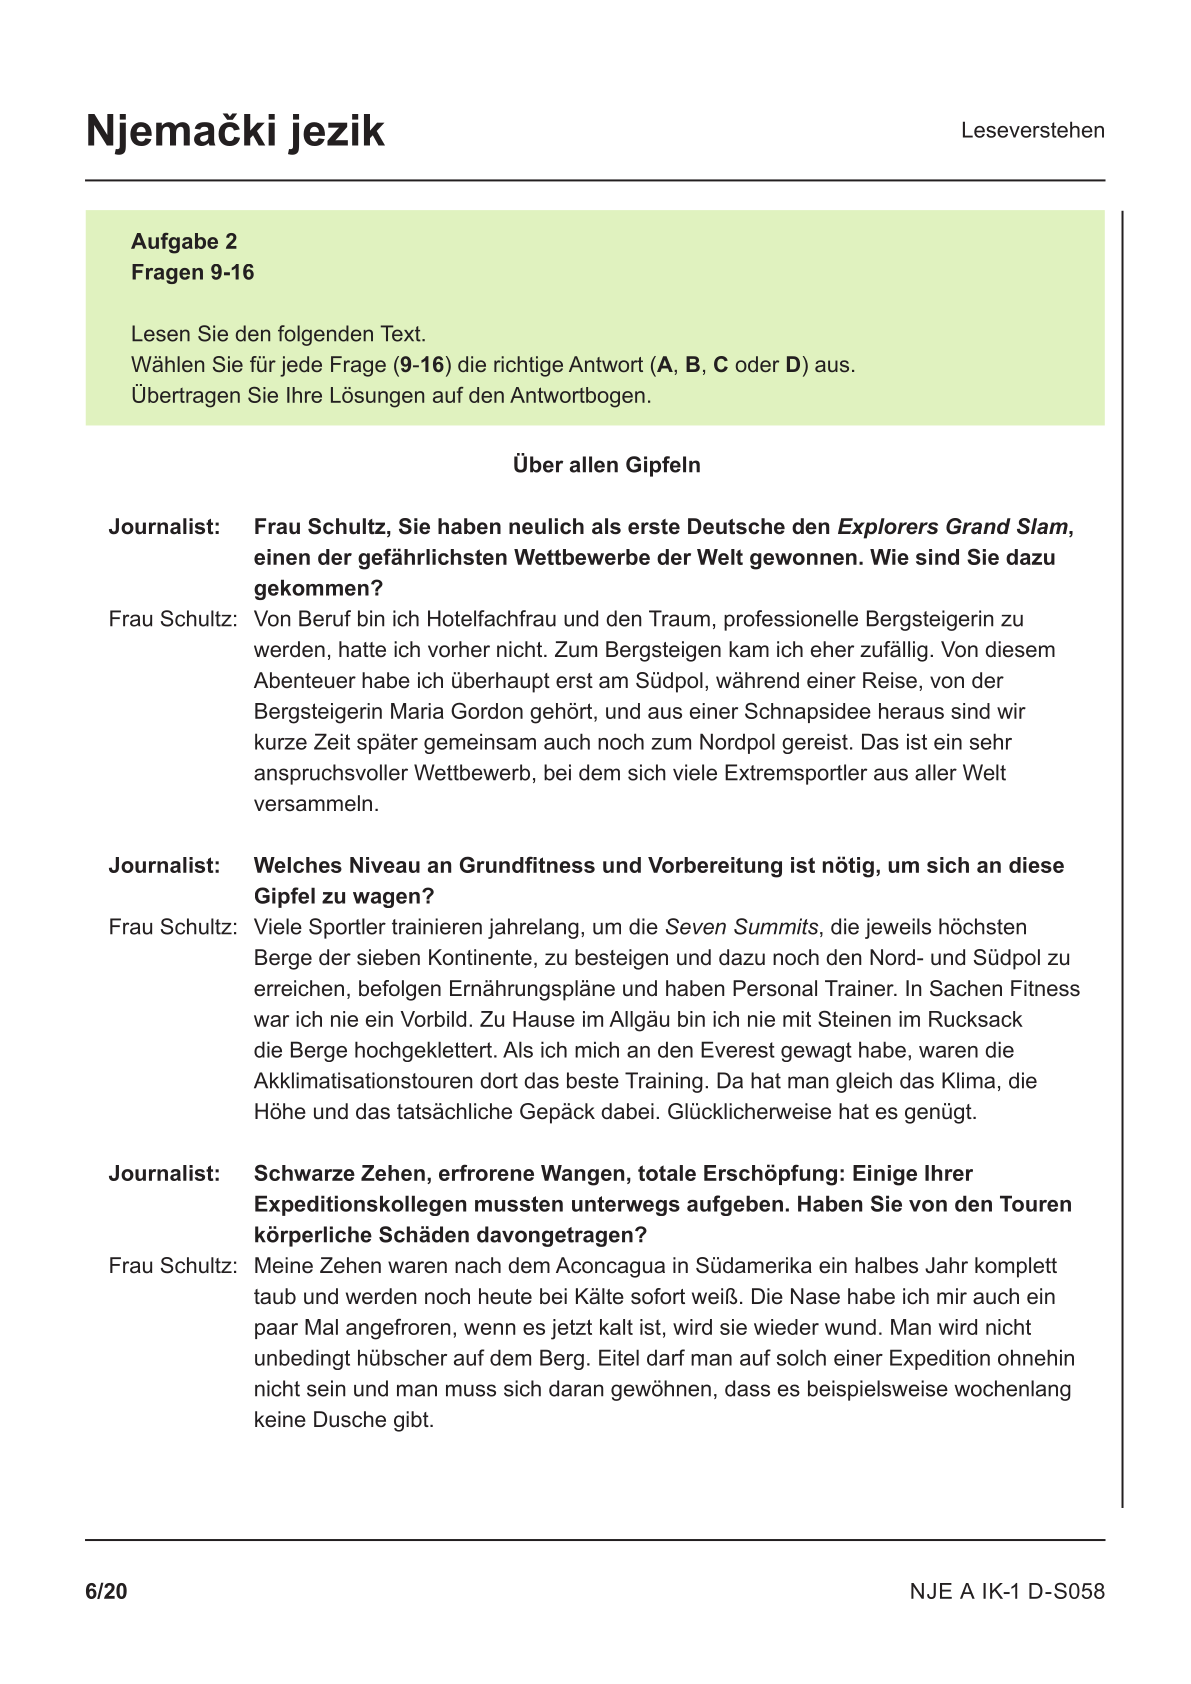 Njemački jezik
Leseverstehen
Aufgabe 2
Fragen 9-16
Lesen Sie den folgenden Text.
Wählen Sie für jede Frage (9-16) die richtige Antwort (A, B, C oder D) aus.
Übertragen Sie Ihre Lösungen auf den Antwortbogen.
Über allen Gipfeln
Journalist: Frau Schultz, Sie haben neulich als erste Deutsche den Explorers Grand Slam,
einen der gefährlichsten Wettbewerbe der Welt gewonnen. Wie sind Sie dazu
gekommen?
Frau Schultz: Von Beruf bin ich Hotelfachfrau und den Traum, professionelle Bergsteigerin zu
werden, hatte ich vorher nicht. Zum Bergsteigen kam ich eher zufällig. Von diesem
Abenteuer habe ich überhaupt erst am Südpol, während einer Reise, von der
Bergsteigerin Maria Gordon gehört, und aus einer Schnapsidee heraus sind wir
kurze Zeit später gemeinsam auch noch zum Nordpol gereist. Das ist ein sehr
anspruchsvoller Wettbewerb, bei dem sich viele Extremsportler aus aller Welt
versammeln.
Journalist: Welches Niveau an Grundfitness und Vorbereitung ist nötig, um sich an diese
Gipfel zu wagen?
Frau Schultz: Viele Sportler trainieren jahrelang, um die Seven Summits, die jeweils höchsten
Berge der sieben Kontinente, zu besteigen und dazu noch den Nord- und Südpol zu
erreichen, befolgen Ernährungspläne und haben Personal Trainer. In Sachen Fitness
war ich nie ein Vorbild. Zu Hause im Allgäu bin ich nie mit Steinen im Rucksack
die Berge hochgeklettert. Als ich mich an den Everest gewagt habe, waren die
Akklimatisationstouren dort das beste Training. Da hat man gleich das Klima, die
Höhe und das tatsächliche Gepäck dabei. Glücklicherweise hat es genügt.
Journalist: Schwarze Zehen, erfrorene Wangen, totale Erschöpfung: Einige Ihrer
Expeditionskollegen mussten unterwegs aufgeben. Haben Sie von den Touren
körperliche Schäden davongetragen?
Frau Schultz: Meine Zehen waren nach dem Aconcagua in Südamerika ein halbes Jahr komplett
taub und werden noch heute bei Kälte sofort weiß. Die Nase habe ich mir auch ein
paar Mal angefroren, wenn es jetzt kalt ist, wird sie wieder wund. Man wird nicht
unbedingt hübscher auf dem Berg. Eitel darf man auf solch einer Expedition ohnehin
nicht sein und man muss sich daran gewöhnen, dass es beispielsweise wochenlang
keine Dusche gibt.
6/20
NJE A IK-1 D-S058